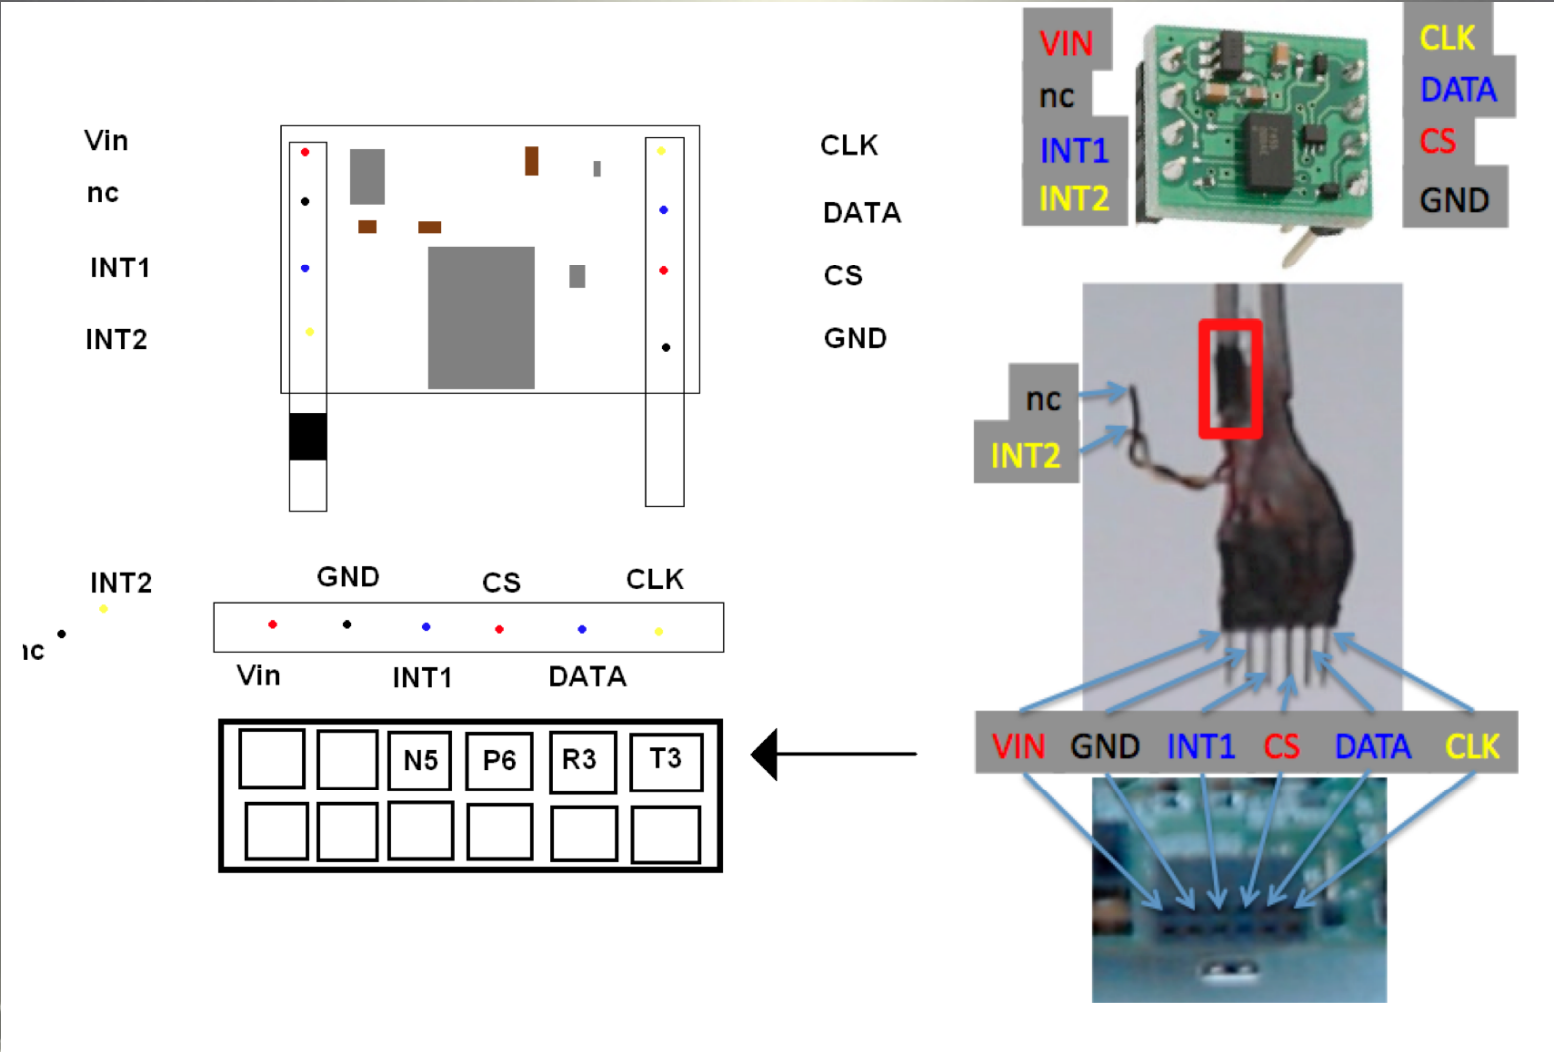 Vin
nc
INT1
INT2
CLK
DATA
CS
GND
INT2
GND
CS
CLK
Vin
INT1
DATA
N5 P6 R3 T3
VIN
nc
INT1
INT2
CLK
DATA
CS
GND
nc
INT2
VIN GND INT1 CS DATA CLK